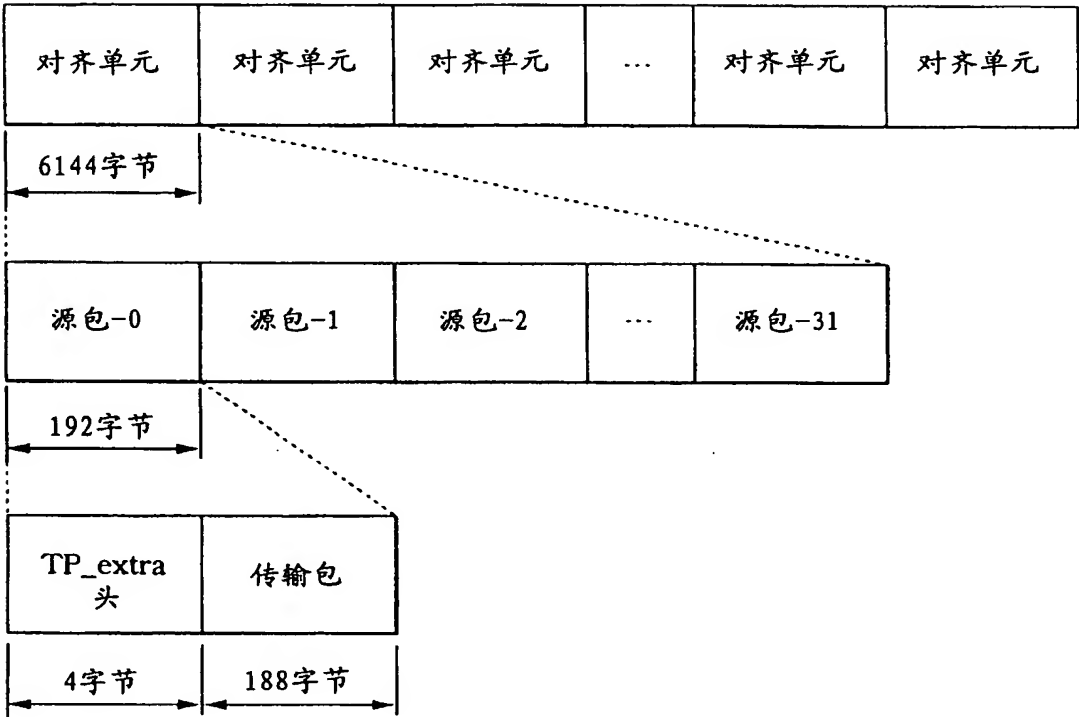 对齐单元
对齐单元
对齐单元
...
对齐单元
对齐单元
6144字节
源包-0
源包-1
源包-2
...
源包-31
192字节
TP_extra
头
传输包
4字节
188字节